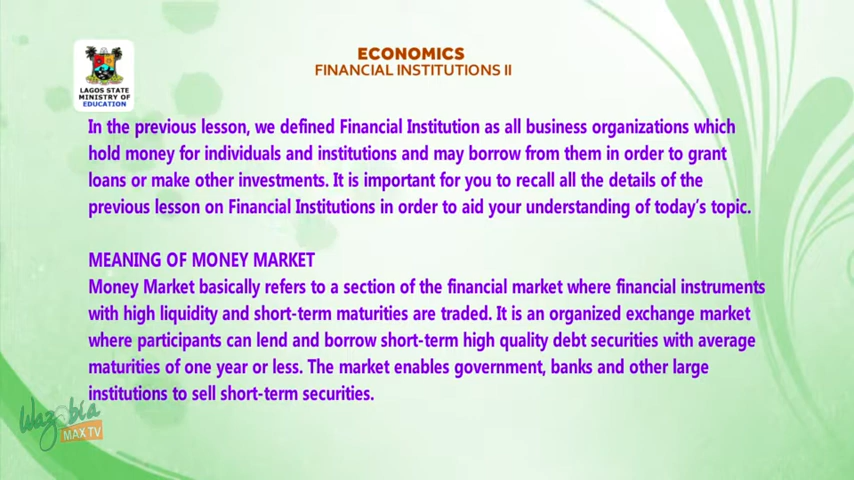 ECONOMICS
FINANCIAL INSTITUTIONS II
LAGOS STATE
MINISTRY OF
EDUCATION
In the previous lesson, we defined Financial Institution as all business organizations which
hold money for individuals and institutions and may borrow from them in order to grant
loans or make other investments. It is important for you to recall all the details of the
previous lesson on Financial Institutions in order to aid your understanding of today's topic.
MEANING OF MONEY MARKET
Money Market basically refers to a section of the financial market where financial instruments
with high liquidity and short-term maturities are traded. It is an organized exchange market
where participants can lend and borrow short-term high quality debt securities with average
maturities of one year or less. The market enables government, banks and other large
institutions to sell short-term securities.
Wazobia
MAX TV